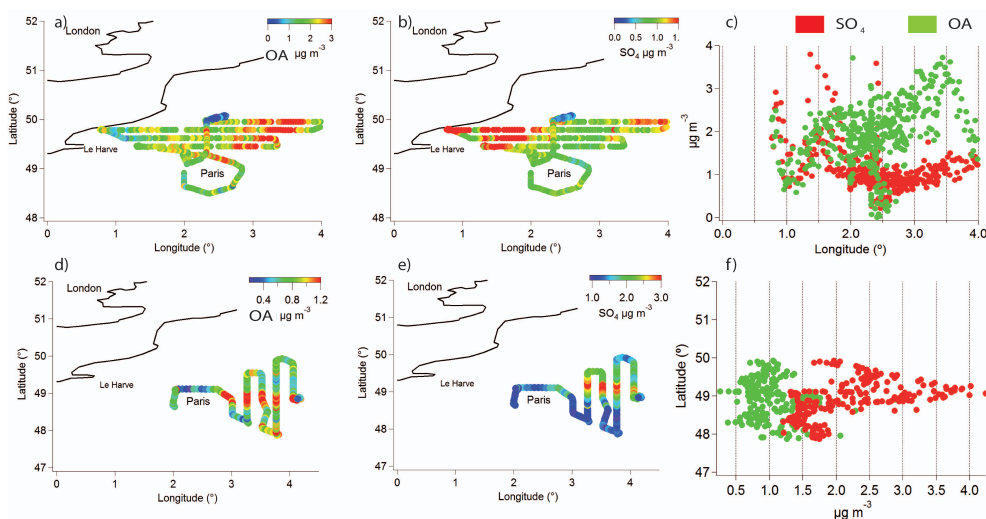 a)
London
OA
0 1 2 3
µg m⁻³
Le Harve
Paris
Latitude (°)
52
51
50
49
48
0 1 2 3 4
Longitude (°)
b)
London
0.0 0.5 1.0 1.
SO₄ µg m⁻³
Le Harve
Paris
Latitude (°)
52
51
50
49
48
0 1 2 3 4
Longitude (°)
c)
SO₄
OA
µg m⁻³
4
3
2
1
0
0.0 1.0 2.0 3.0 4.0
Longitude (º)
d)
London
0.4 0.8 1.2
OA µg m⁻³
Le Harve
Paris
Latitude (°)
52
51
50
49
48
47
0 1 2 3 4
Longitude (°)
e)
London
1.0 2.0 3.0
SO₄ µg m⁻³
Le Harve
Paris
Latitude (°)
52
51
50
49
48
47
0 1 2 3 4
Longitude (°)
f)
Latitude (º)
52
51
50
49
48
47
0.5 1.0 1.5 2.0 2.5 3.0 3.5 4.0
µg m⁻³